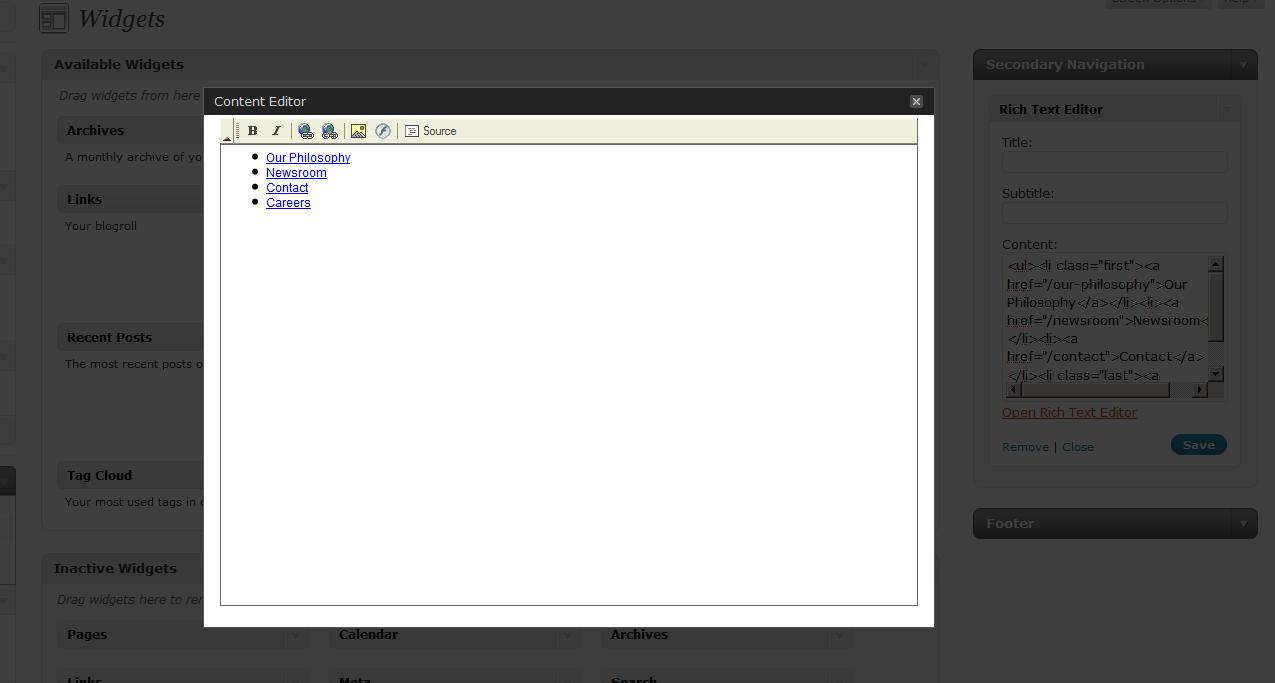 Screen Options
Help
Widgets
Available Widgets
Drag widgets from here
Archives
A monthly archive of yo
Links
Your blogroll
Recent Posts
The most recent posts o
Tag Cloud
Your most used tags in c
Inactive Widgets
Drag widgets here to rer
Pages
Calendar
Archives
Links
Meta
Search
Content Editor
B I Source
Our Philosophy
Newsroom
Contact
Careers
Secondary Navigation
Rich Text Editor
Title:
Subtitle:
Content:
<ul><li class="first"><a
href="/our-philosophy">Our
Philosophy</a></li><li><a
href="/newsroom">Newsroom<
</li><li><a
href="/contact">Contact</a>
</li><li class="last"><a
Open Rich Text Editor
Remove | Close
Save
Footer